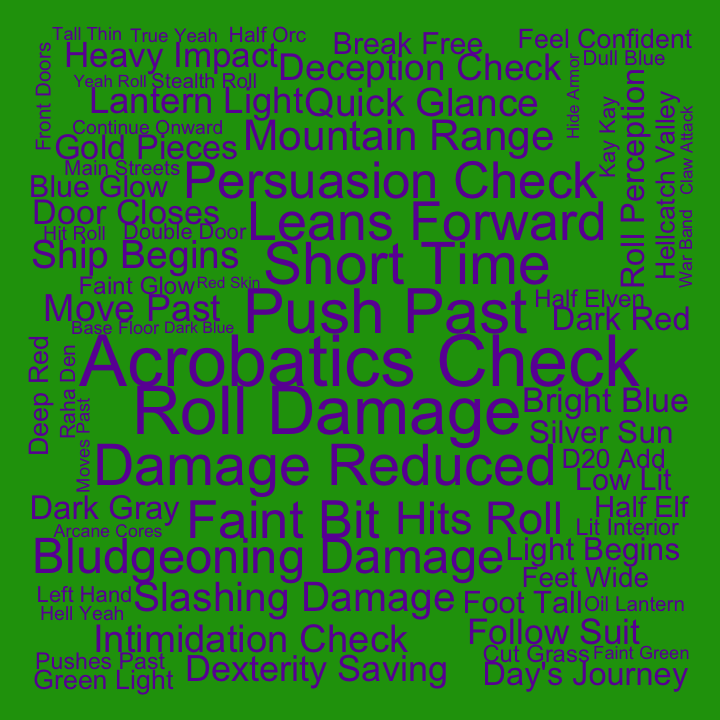 Tall Thin
True Yeah
Half Orc
Break Free
Feel Confident
Heavy Impact
Deception Check
Dull Blue
Front Doors
Yeah Roll
Stealth Roll
Hide Armor
Lantern Light
Quick Glance
Roll Perception
Kay Kay
Hellcatch Valley
Claw Attack
Continue Onward
Mountain Range
Gold Pieces
Main Streets
Persuasion Check
Blue Glow
Door Closes
Leans Forward
Hit Roll
Double Door
War Band
Ship Begins
Short Time
Faint Glow
Red Skin
Move Past
Push Past
Half Elven
Dark Red
Base Floor
Dark Blue
Acrobatics Check
Deep Red
Raha Den
Moves Past
Roll Damage
Bright Blue
Silver Sun
Damage Reduced
D20 Add
Low Lit
Dark Gray
Faint Bit
Hits Roll
Half Elf
Arcane Cores
Lit Interior
Bludgeoning Damage
Light Begins
Feet Wide
Left Hand
Slashing Damage
Foot Tall
Oil Lantern
Hell Yeah
Intimidation Check
Follow Suit
Cut Grass
Faint Green
Pushes Past
Dexterity Saving
Day's Journey
Green Light